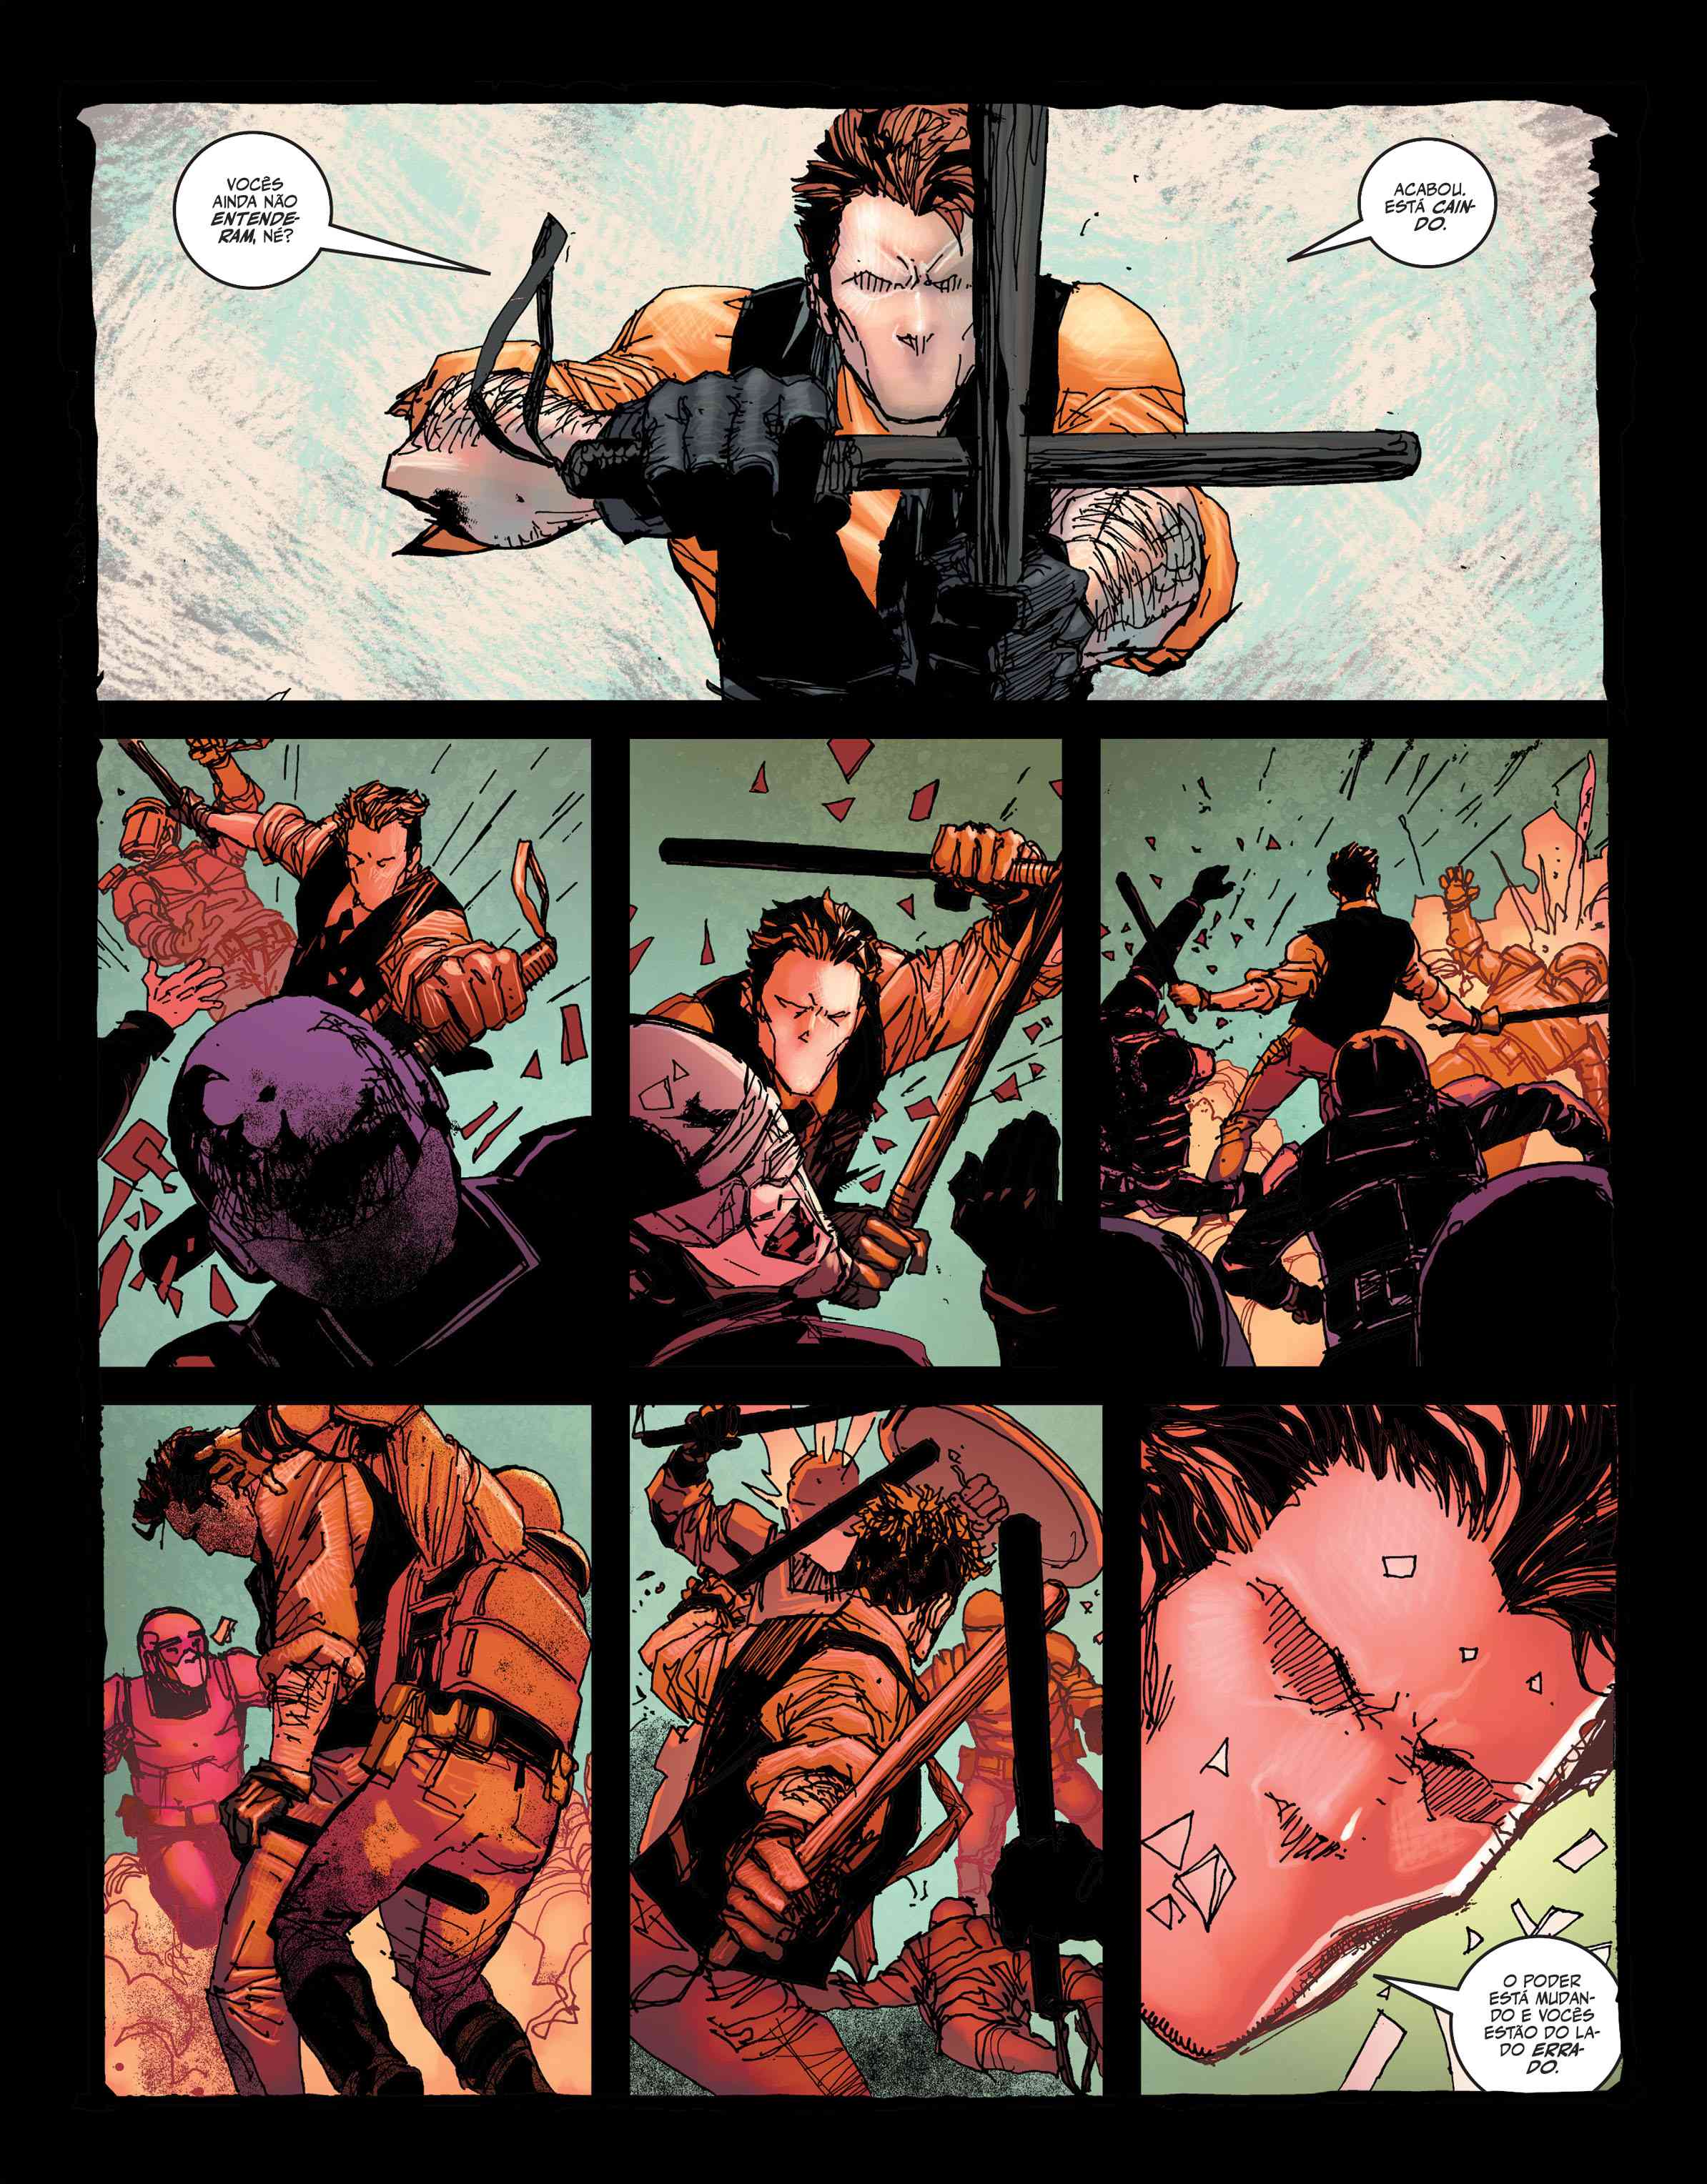 VOCÊS
AINDA NÃO
ENTENDE-
RAM, NÉ?
ACABOU.
ESTÁ CAIN-
DO.
O PODER
ESTÁ MUDAN-
DO E VOCÊS
ESTÃO DO LA-
DO ERRA-
DO.